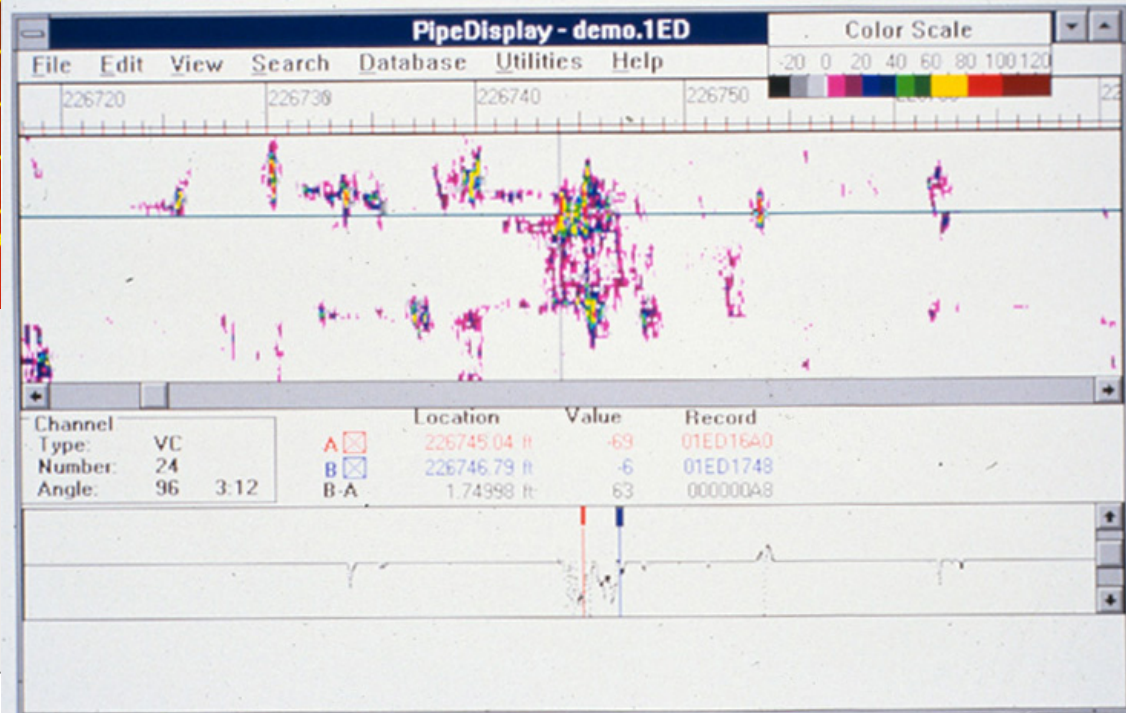 PipeDisplay - demo.1ED
Color Scale
File Edit View Search Database Utilities Help
-20 0 20 40 60 80 100 120
226720 226730 226740 226750
Channel
Type: VC
Number: 24
Angle: 96 3:12
Location Value Record
A 226745.04 ft -69 01ED16A0
B 226746.79 ft -6 01ED1748
B-A 1.74998 ft 63 000000A8